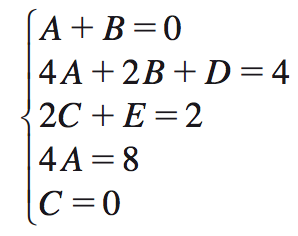 A + B = 0
4A + 2B + D = 4
2C + E = 2
4A = 8
C = 0